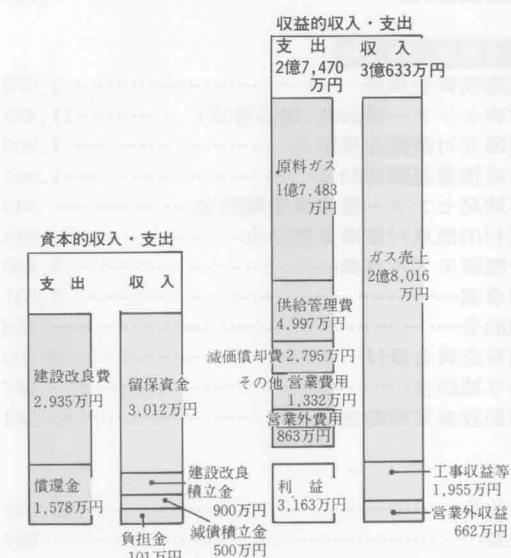 収益的収入・支出
支出
2億7,470
万円
収入
3億633万円
原料ガス
1億7,483
万円
供給管理費
4,997万円
減価償却費2,795万円
その他営業費用
1,332万円
営業外費用
863万円
利益
3,163万円
ガス売上
2億8,016
万円
工事収益等
1,955万円
営業外収益
662万円
資本的収入・支出
支出
収入
建設改良費
2,935万円
償還金
1,578万円
留保資金
3,012万円
建設改良
積立金
900万円
減債積立金
500万円
負担金
101万円